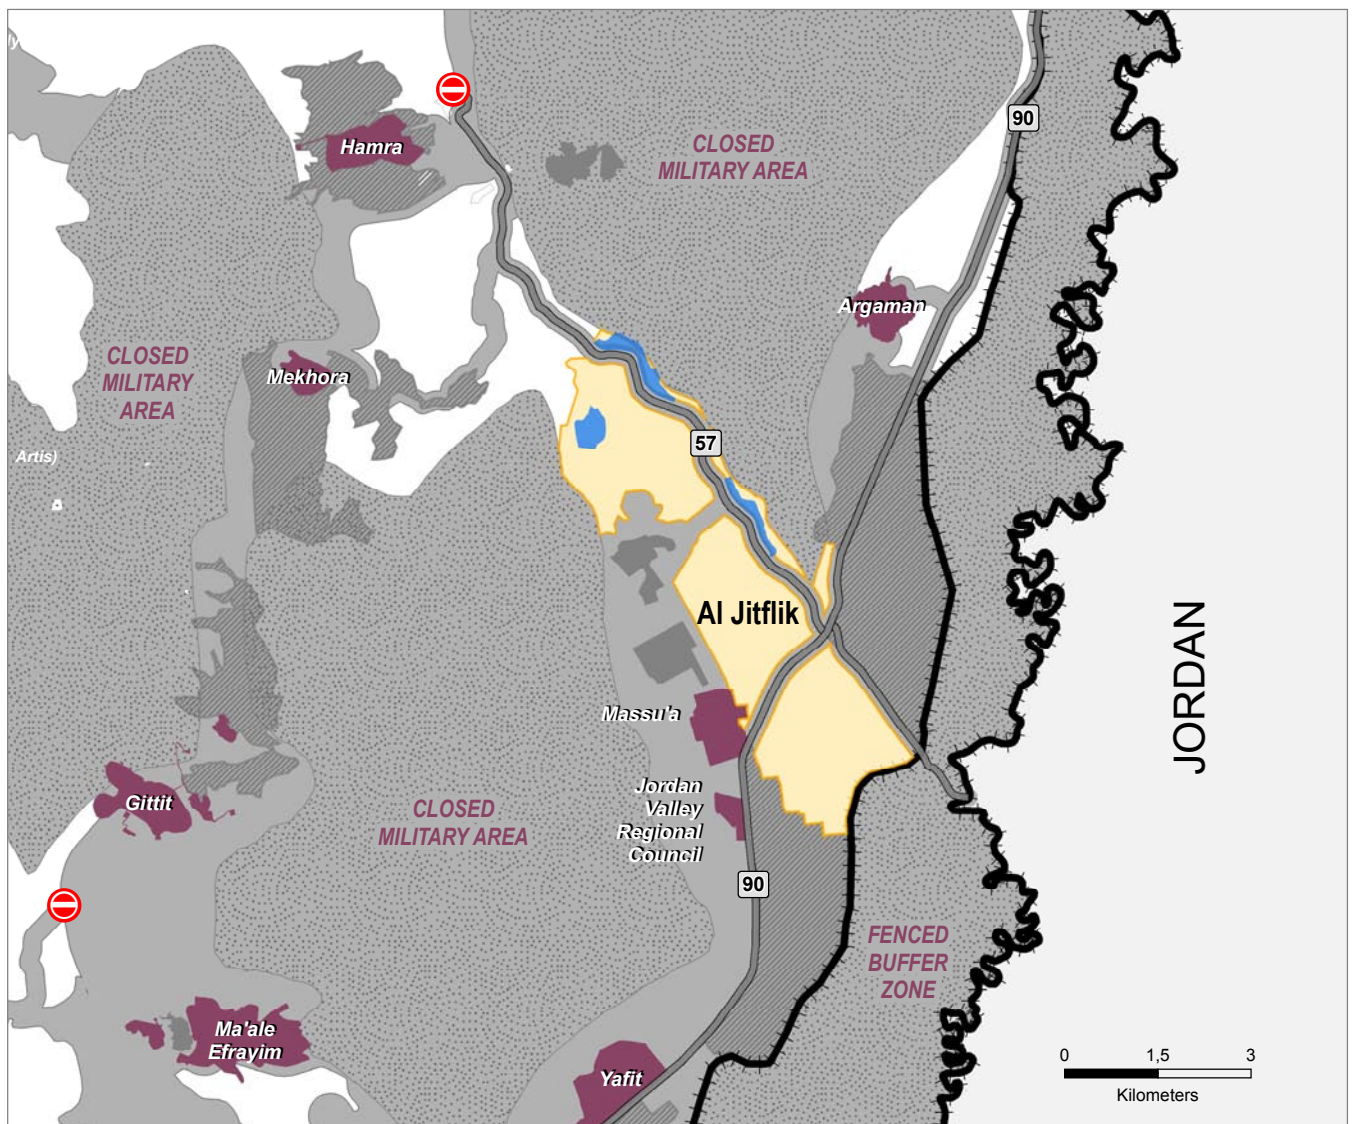 90
CLOSED
MILITARY AREA
Hamra
Argaman
CLOSED
MILITARY
AREA
Mekhora
57
Artis)
Al Jitflik
JORDAN
Massu'a
Jordan
Valley
Regional
Council
Gittit
CLOSED
MILITARY AREA
90
FENCED
BUFFER
ZONE
Ma'ale
Efrayim
Yafit
0 1,5 3
Kilometers